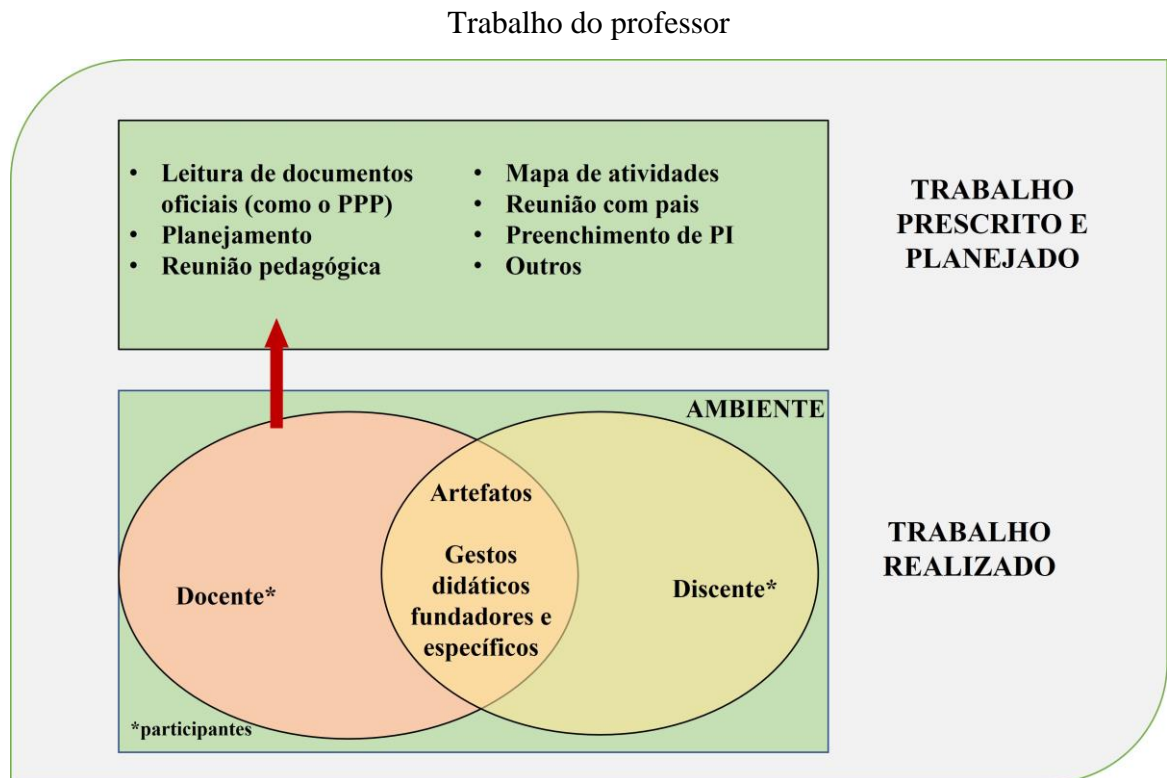 Trabalho do professor
• Leitura de documentos
oficiais (como o PPP)
• Planejamento
• Reunião pedagógica
• Mapa de atividades
• Reunião com pais
• Preenchimento de PI
• Outros
TRABALHO
PRESCRITO E
PLANEJADO
AMBIENTE
Artefatos
Gestos
didáticos
fundadores e
específicos
Docente*
Discente*
*participantes
TRABALHO
REALIZADO